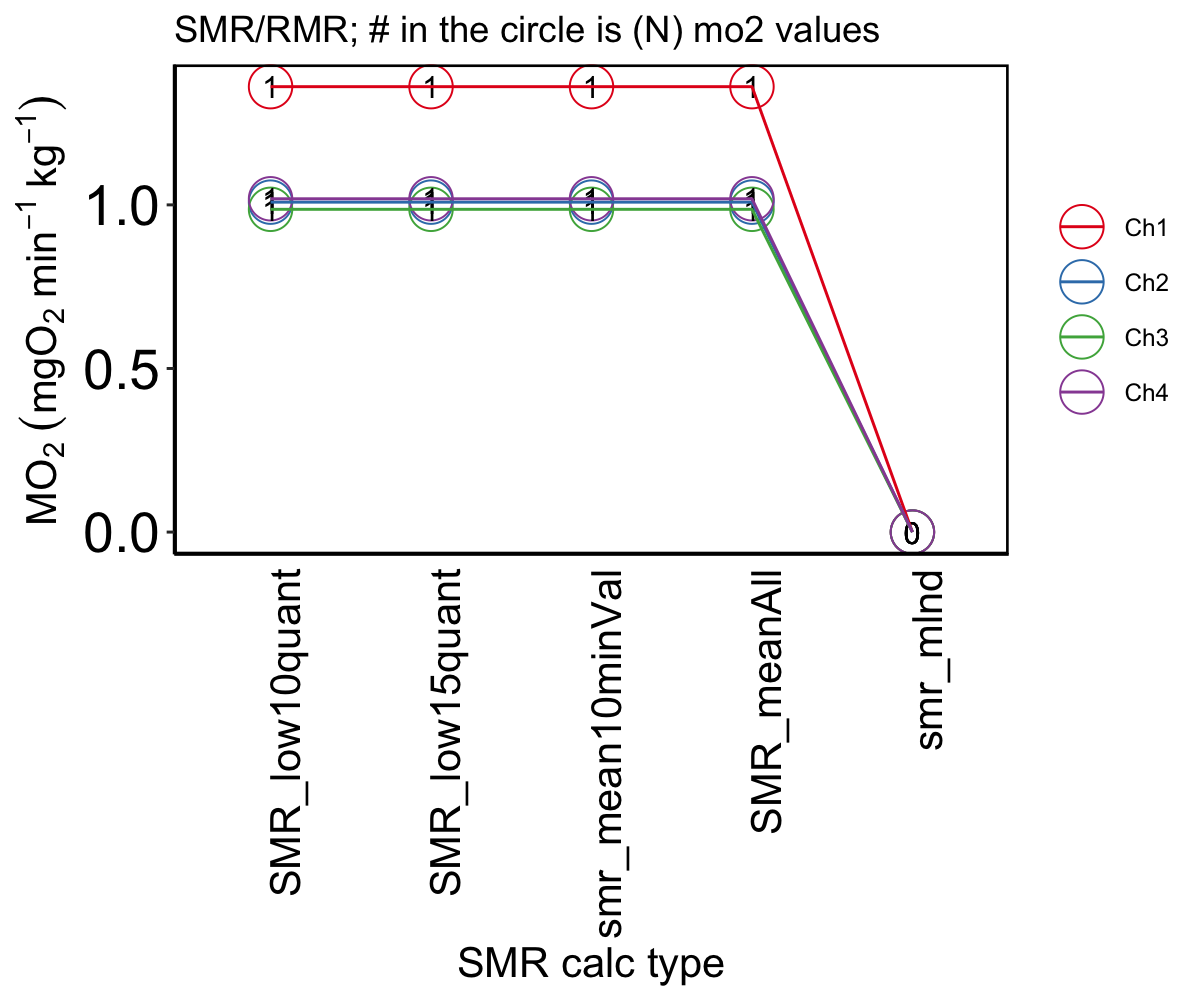 SMR/RMR; # in the circle is (N) mo2 values
MO₂ (mgO₂ min⁻¹ kg⁻¹)
1.0
0.5
0.0
1 1 1 1
1 1 1 1
0
SMR_low10quant
SMR_low15quant
smr_mean10minVal
SMR_meanAll
smr_mlnd
SMR calc type
Ch1
Ch2
Ch3
Ch4